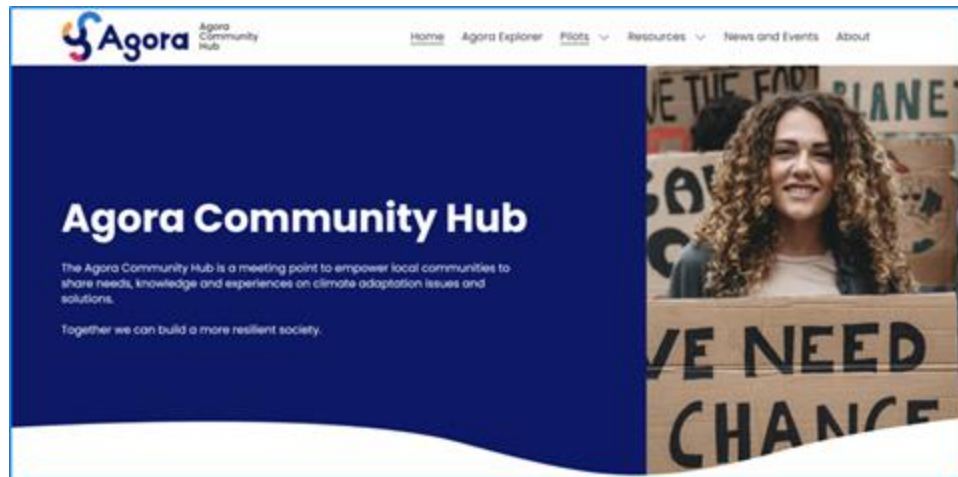 Agora
Agora
Community
Hub
Home Agora Explorer Pilots Resources News and Events About
Agora Community Hub
The Agora Community Hub is a meeting point to empower local communities to
share needs, knowledge and experiences on climate adaptation issues and
solutions.
Together we can build a more resilient society.
THE
PLANE
NEED
CHANGE